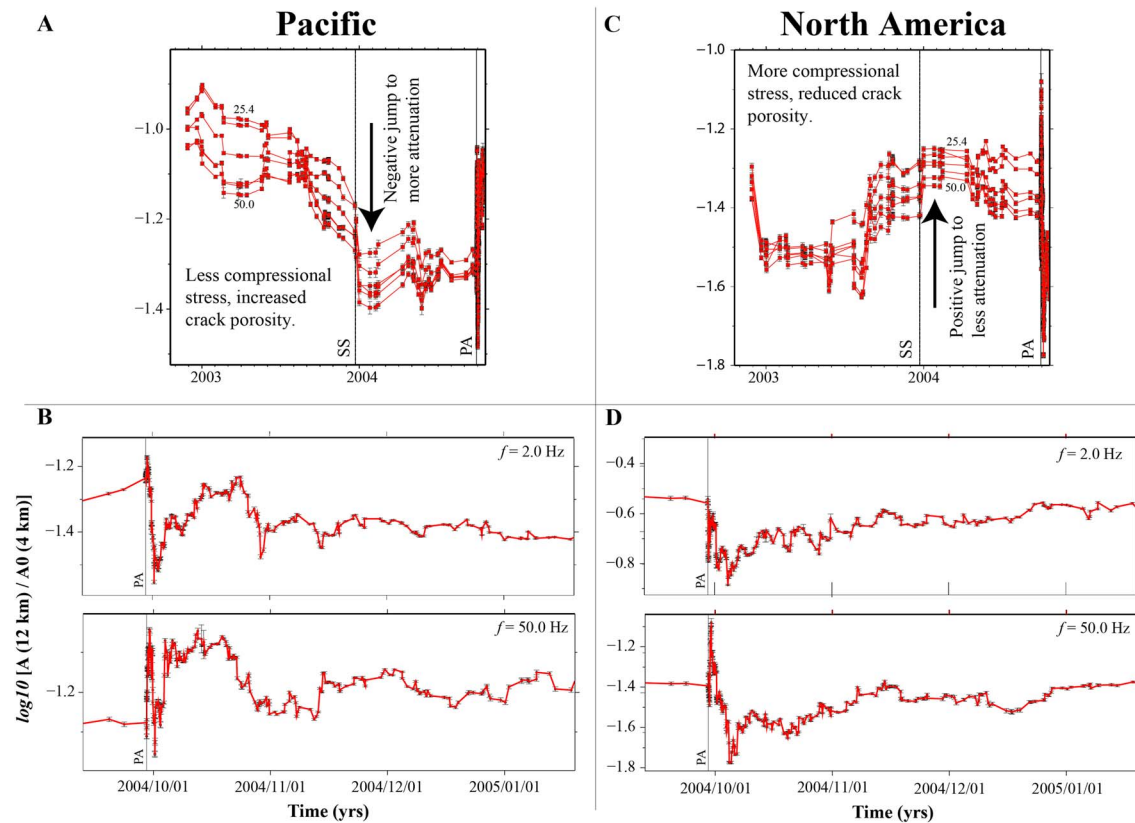 A
Pacific
−1.0
−1.2
−1.4
25.4
50.0
Negative jump to
more attenuation
Less compressional
stress, increased
crack porosity.
SS
PA
2003
2004
C
North America
−1.0
−1.2
−1.4
−1.6
−1.8
More compressional
stress, reduced crack
porosity.
25.4
50.0
Positive jump to
less attenuation
SS
PA
2003
2004
B
f = 2.0 Hz
−1.2
−1.4
PA
f = 50.0 Hz
−1.2
PA
log10 [A (12 km) / A0 (4 km)]
2004/10/01
2004/11/01
2004/12/01
2005/01/01
Time (yrs)
D
f = 2.0 Hz
−0.4
−0.6
−0.8
PA
f = 50.0 Hz
−1.2
−1.4
−1.6
−1.8
PA
2004/10/01
2004/11/01
2004/12/01
2005/01/01
Time (yrs)